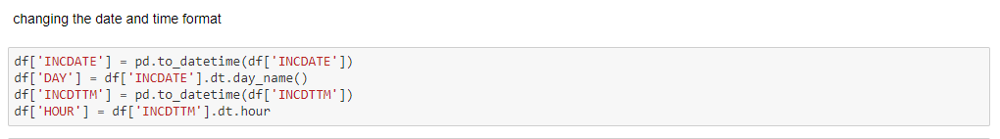 changing the date and time format
df['INCDATE'] = pd.to_datetime(df['INCDATE'])
df['DAY'] = df['INCDATE'].dt.day_name()
df['INCDTTM'] = pd.to_datetime(df['INCDTTM'])
df['HOUR'] = df['INCDTTM'].dt.hour